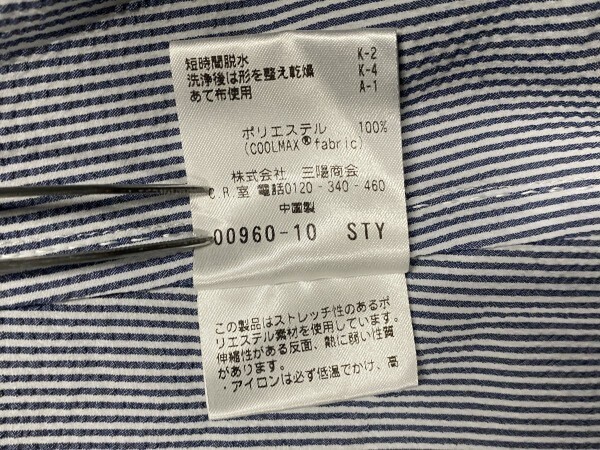 短時間脱水 K-2
洗浄後は形を整え乾燥 K-4
あて布使用 A-1
ポリエステル 100%
(COOLMAX®fabric)
株式会社 三陽商会
C.R室 電話0120-340-460
中国製
00960-10 STY
この製品はストレッチ性のあるポ
リエステル素材を使用しています。
伸縮性がある反面、熱に弱い性質
があります。
・アイロンは必ず低温でかけ、高